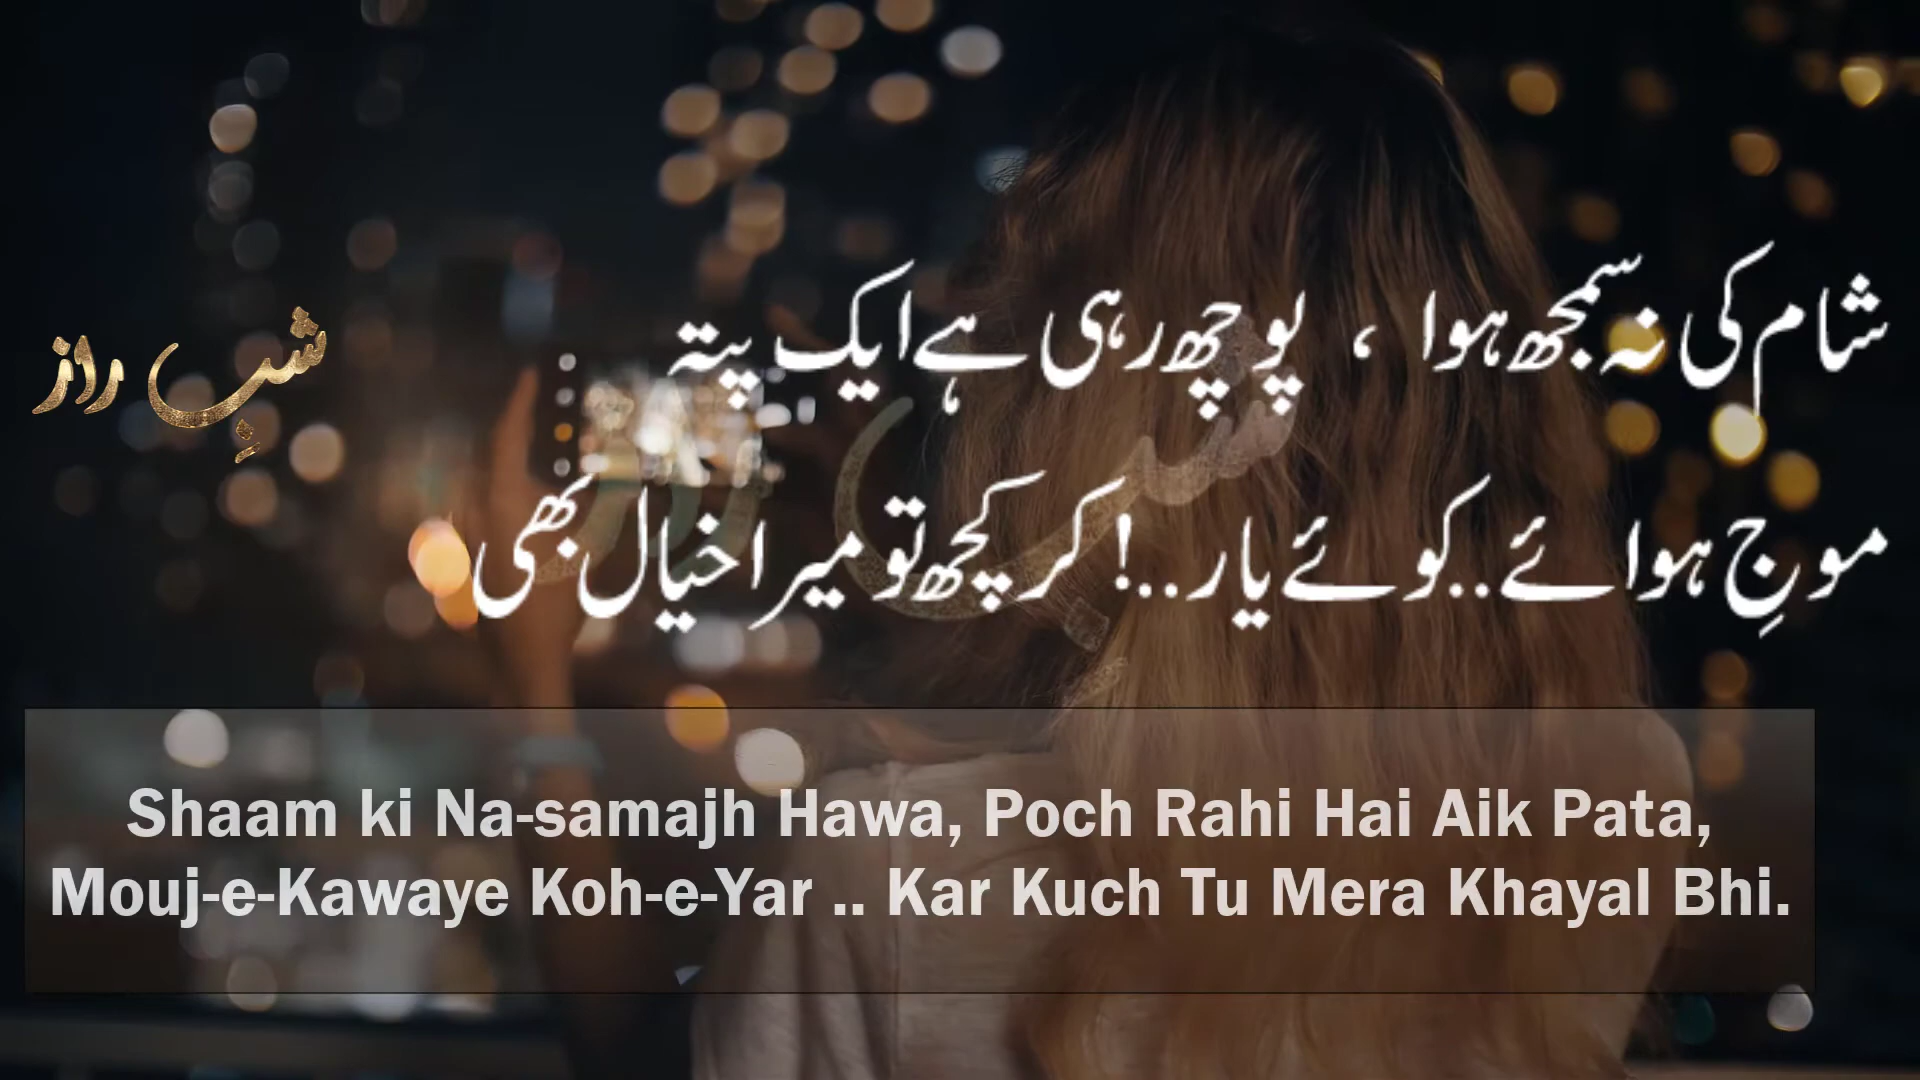 شام کی نہ سمجھ ہوا ، پوچھ رہی ہے ایک پتہ
موجِ ہوائے..کوئے یار..! کر کچھ تو میرا خیال بھی
شبِ راز
Shaam ki Na-samajh Hawa, Poch Rahi Hai Aik Pata,
Mouj-e-Kawaye Koh-e-Yar .. Kar Kuch Tu Mera Khayal Bhi.